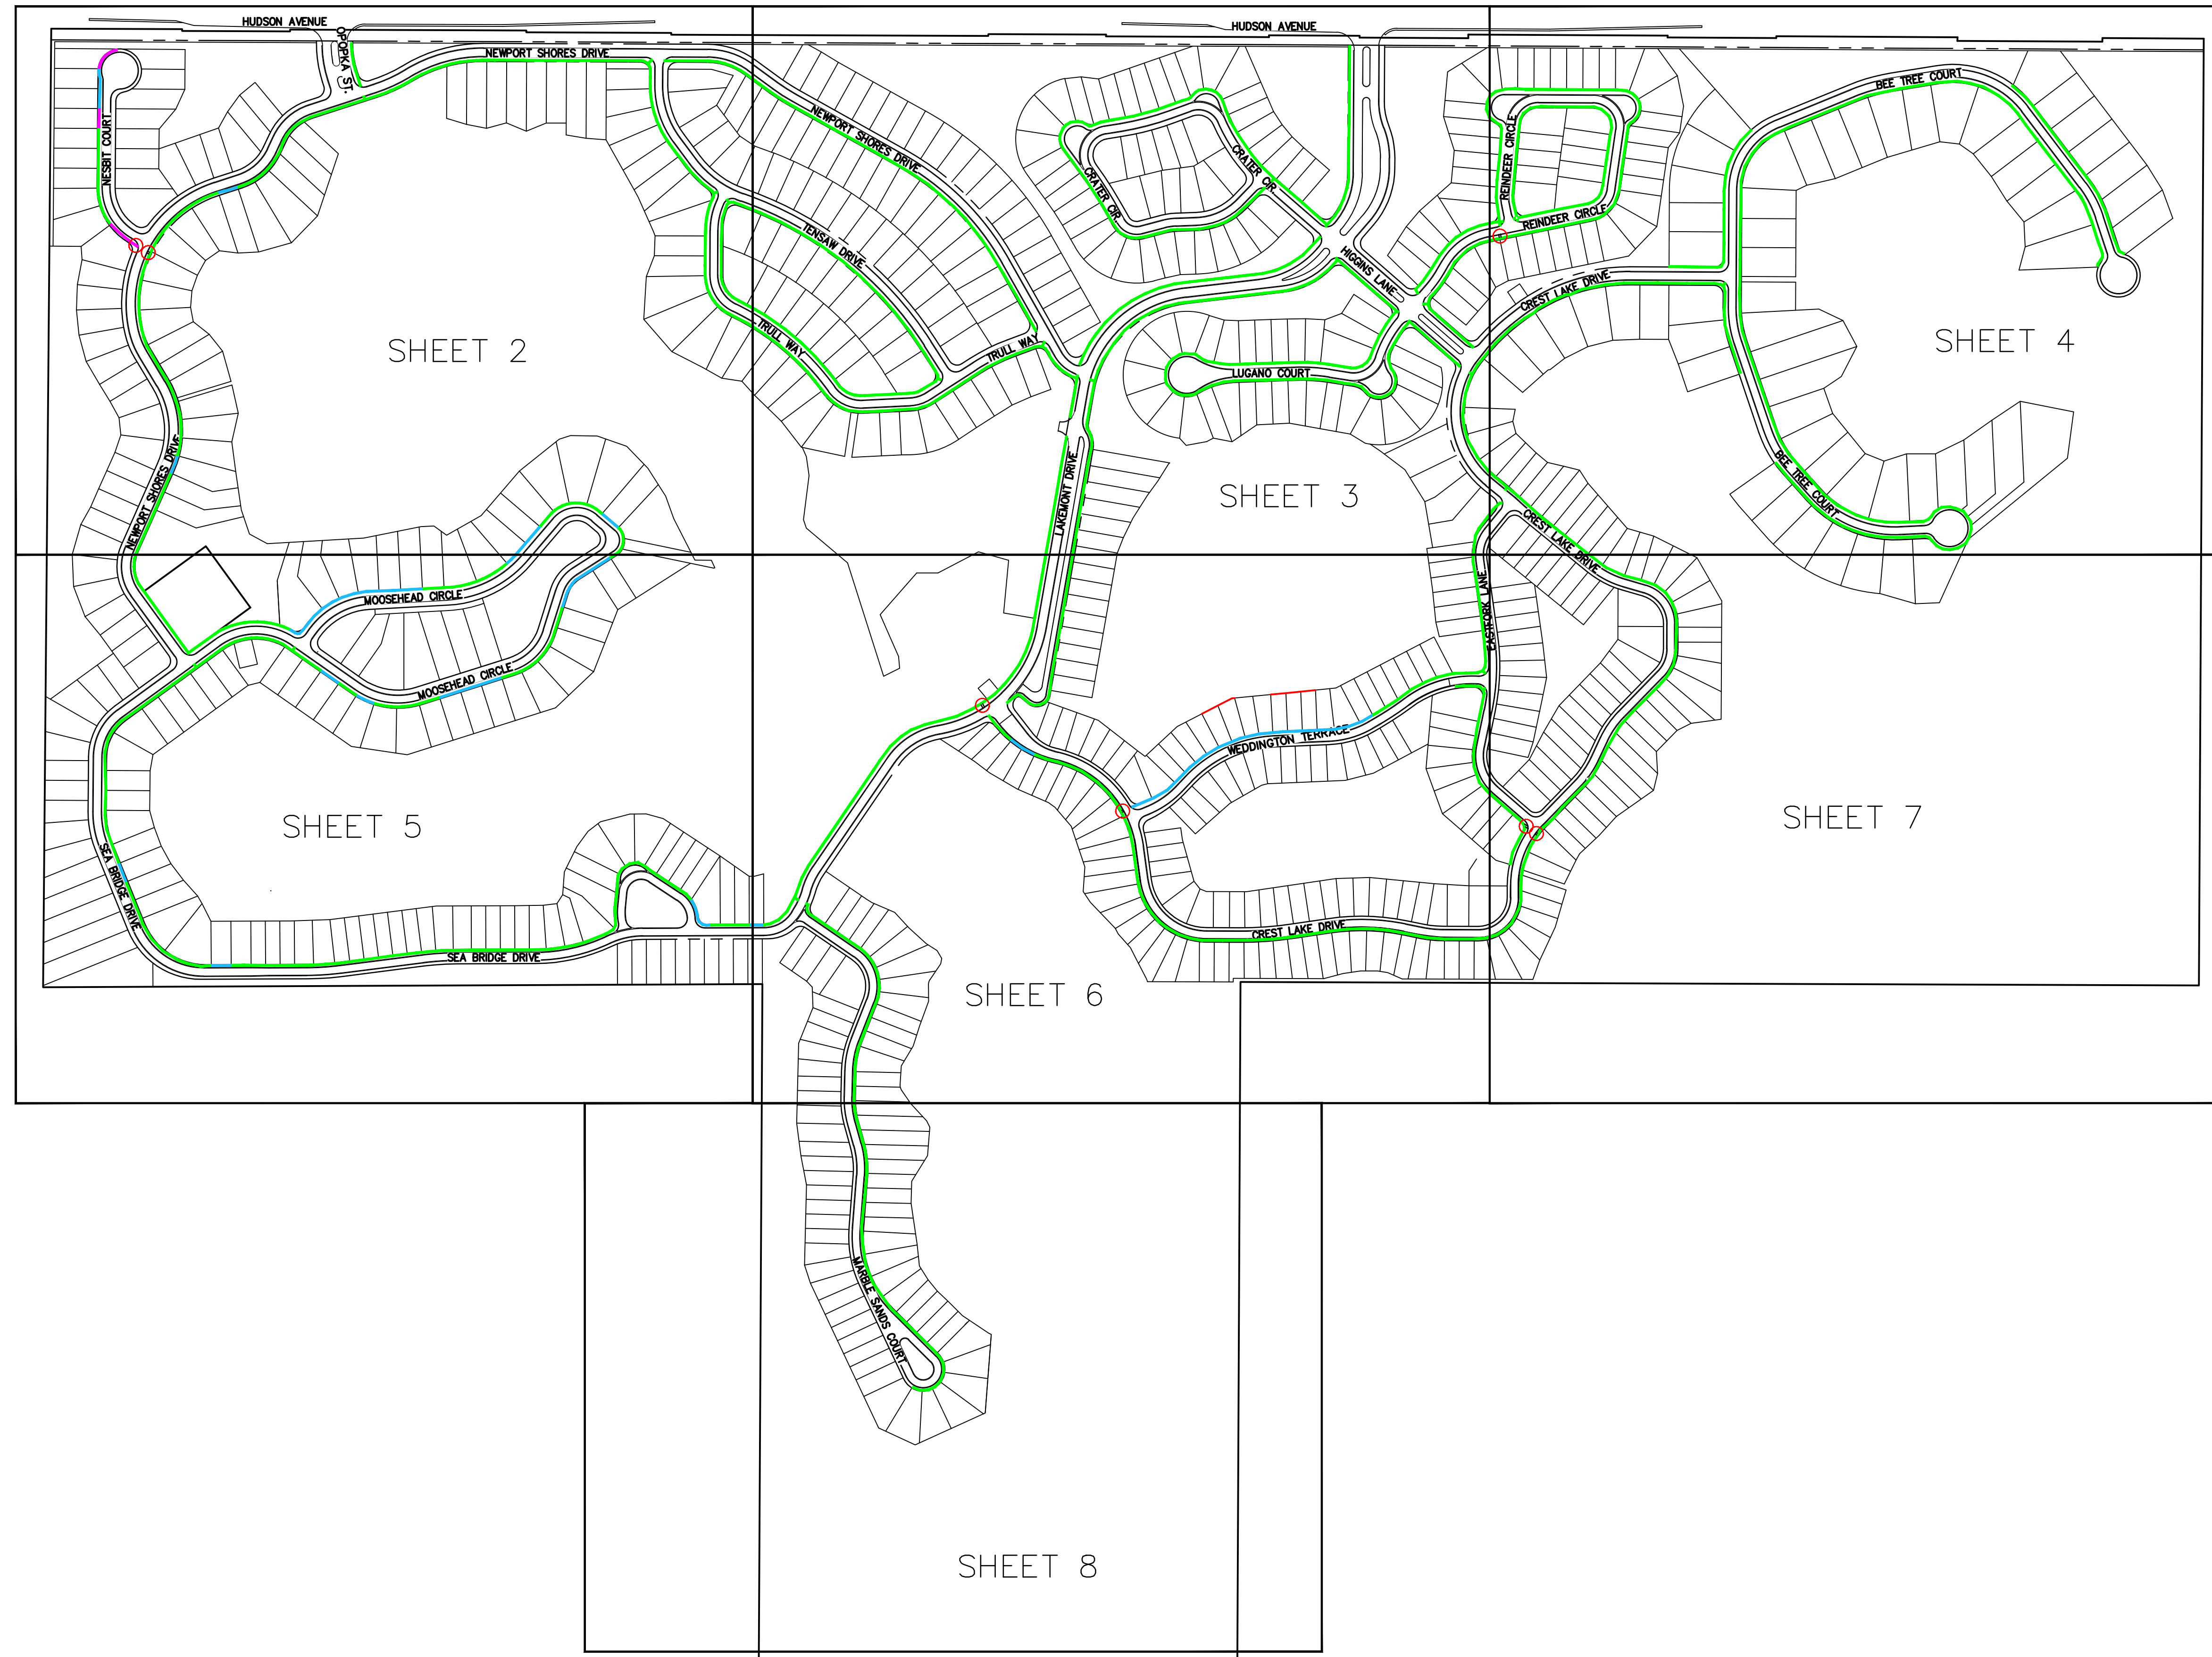 HUDSON AVENUE
HUDSON AVENUE
OPOPKA ST.
NEWPORT SHORES DRIVE
NEWPORT SHORES DRIVE
BEE TREE COURT
NESBIT COURT
CRATER CIR
CRATER CIR
REINDEER CIRCLE
REINDEER CIRCLE
TENSAW DRIVE
HIGGINS LANE
CREST LAKE DRIVE
TRULL WAY
TRULL WAY
SHEET 2
SHEET 4
LUGANO COURT
NEWPORT SHORES DRIVE
LAKEMONT DRIVE
SHEET 3
BEE TREE COURT
CREST LAKE DRIVE
MOOSEHEAD CIRCLE
EASTFORK LANE
MOOSEHEAD CIRCLE
WEDDINGTON TERRACE
SHEET 5
SHEET 7
SEA BRIDGE DRIVE
CREST LAKE DRIVE
SEA BRIDGE DRIVE
SHEET 6
MARBLE SANDS COURT
SHEET 8